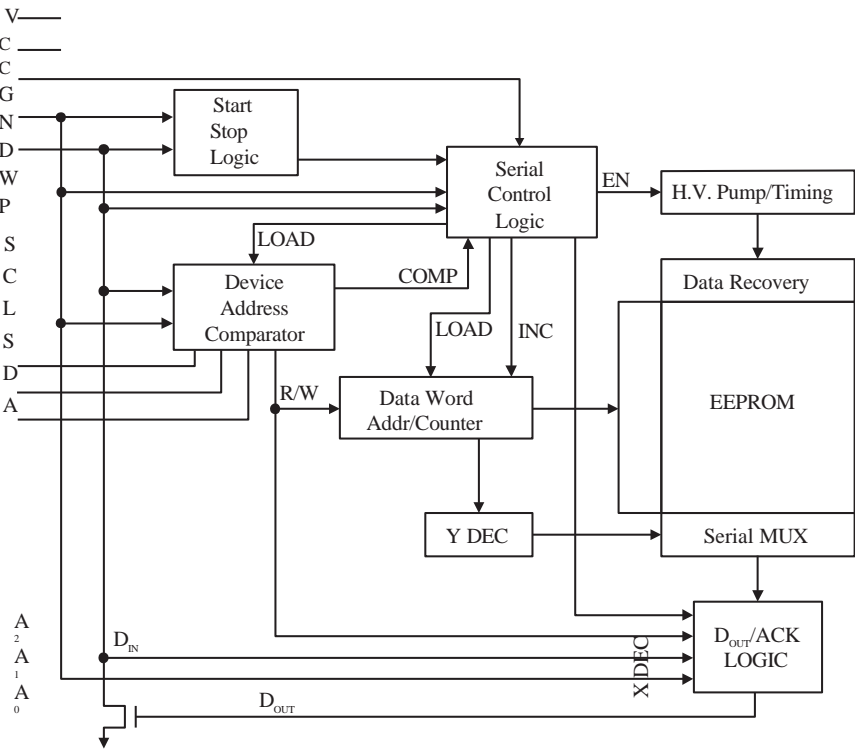 V
C
C
G
N
D
W
P
S
C
L
S
D
A
Start
Stop
Logic
Serial
Control
Logic
EN
H.V. Pump/Timing
LOAD
COMP
Device
Address
Comparator
Data Recovery
LOAD
INC
R/W
Data Word
Addr/Counter
EEPROM
Y DEC
Serial MUX
A
2
A
1
A
0
DIN
X DEC
DOUT/ACK
LOGIC
DOUT